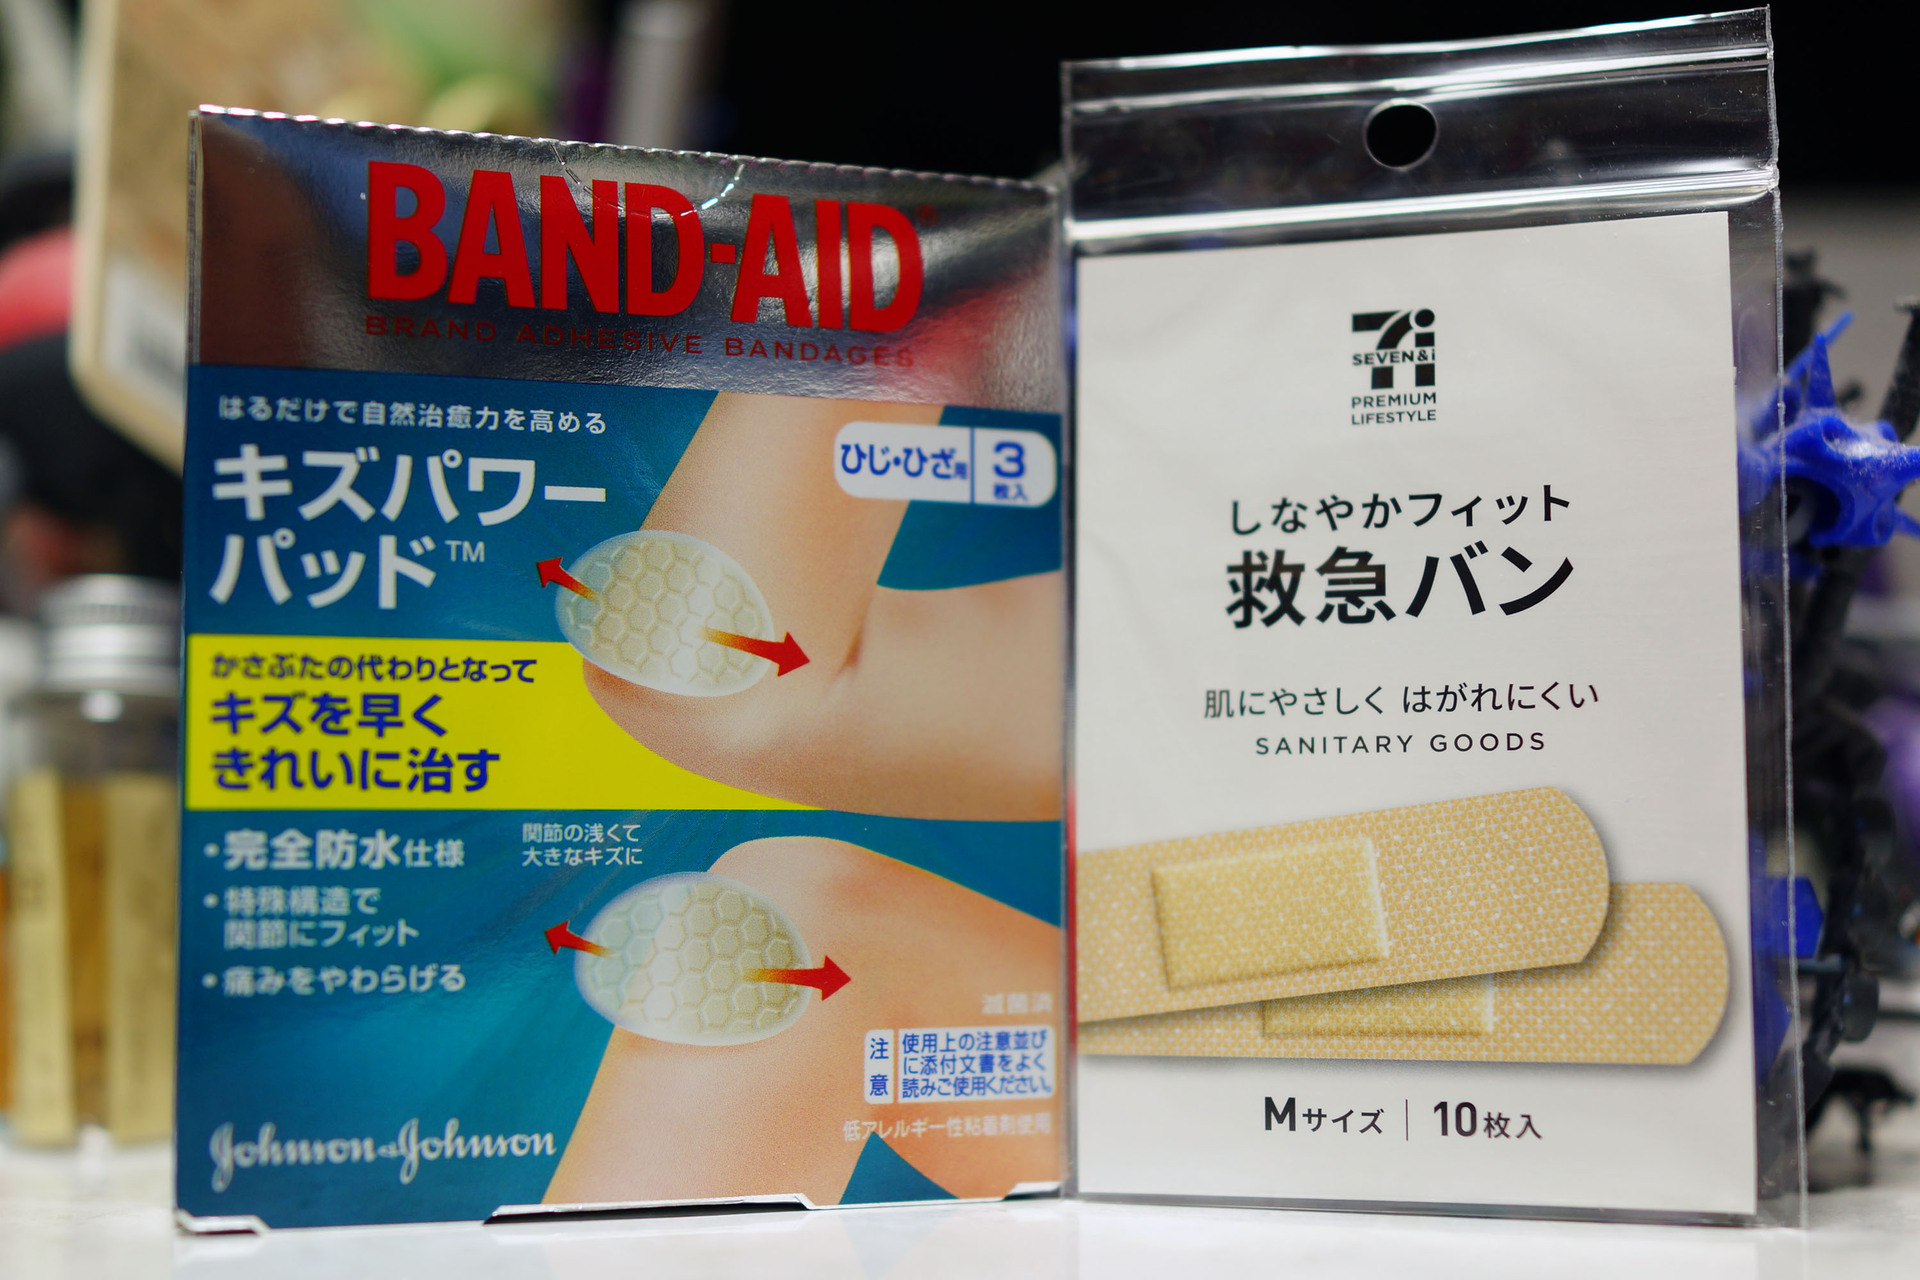 BAND-AID®
BRAND ADHESIVE BANDAGES
はるだけで自然治癒力を高める
キズパワー
パッド™
ひじ・ひざ用
3
枚入
かさぶたの代わりとなって
キズを早く
きれいに治す
・完全防水仕様
・特殊構造で
関節にフィット
・痛みをやわらげる
関節の浅くて
大きなキズに
滅菌済
注意
使用上の注意並び
に添付文書をよく
読みご使用ください。
低アレルギー性粘着剤使用
Johnson&Johnson
7i
SEVEN&i
PREMIUM
LIFESTYLE
しなやかフィット
救急バン
肌にやさしく はがれにくい
SANITARY GOODS
Mサイズ | 10枚入